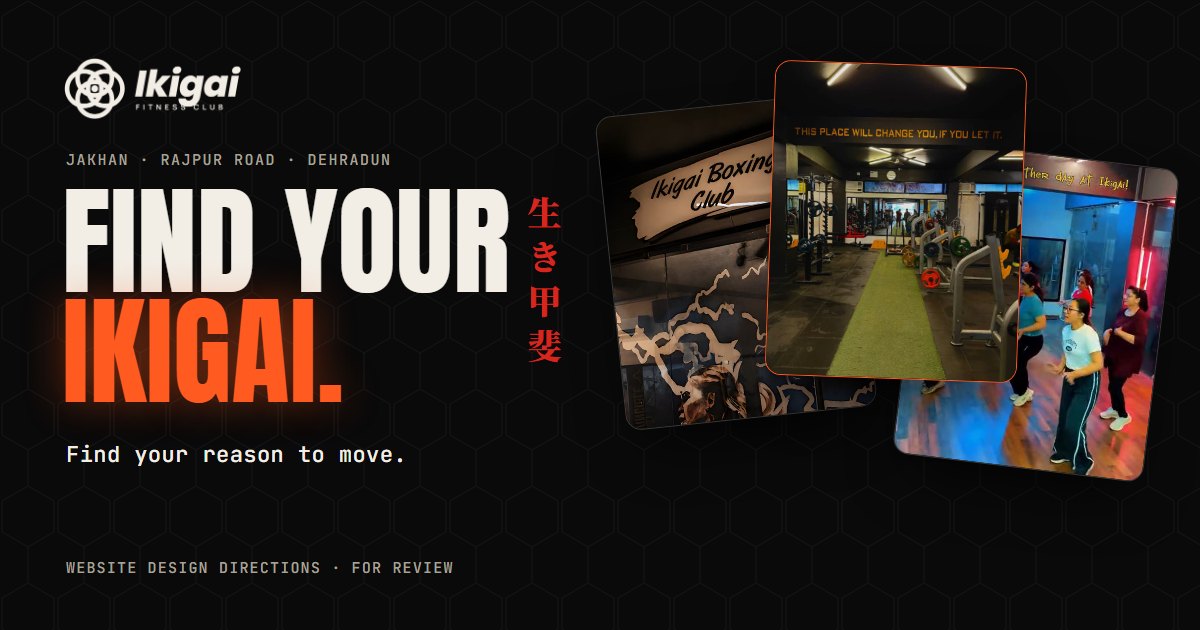 Ikigai
FITNESS CLUB
JAKHAN · RAJPUR ROAD · DEHRADUN
FIND YOUR
IKIGAI.
生き甲斐
Find your reason to move.
WEBSITE DESIGN DIRECTIONS · FOR REVIEW
Ikigai Boxing
Club
THIS PLACE WILL CHANGE YOU, IF YOU LET IT.
ther day At Ikigai!